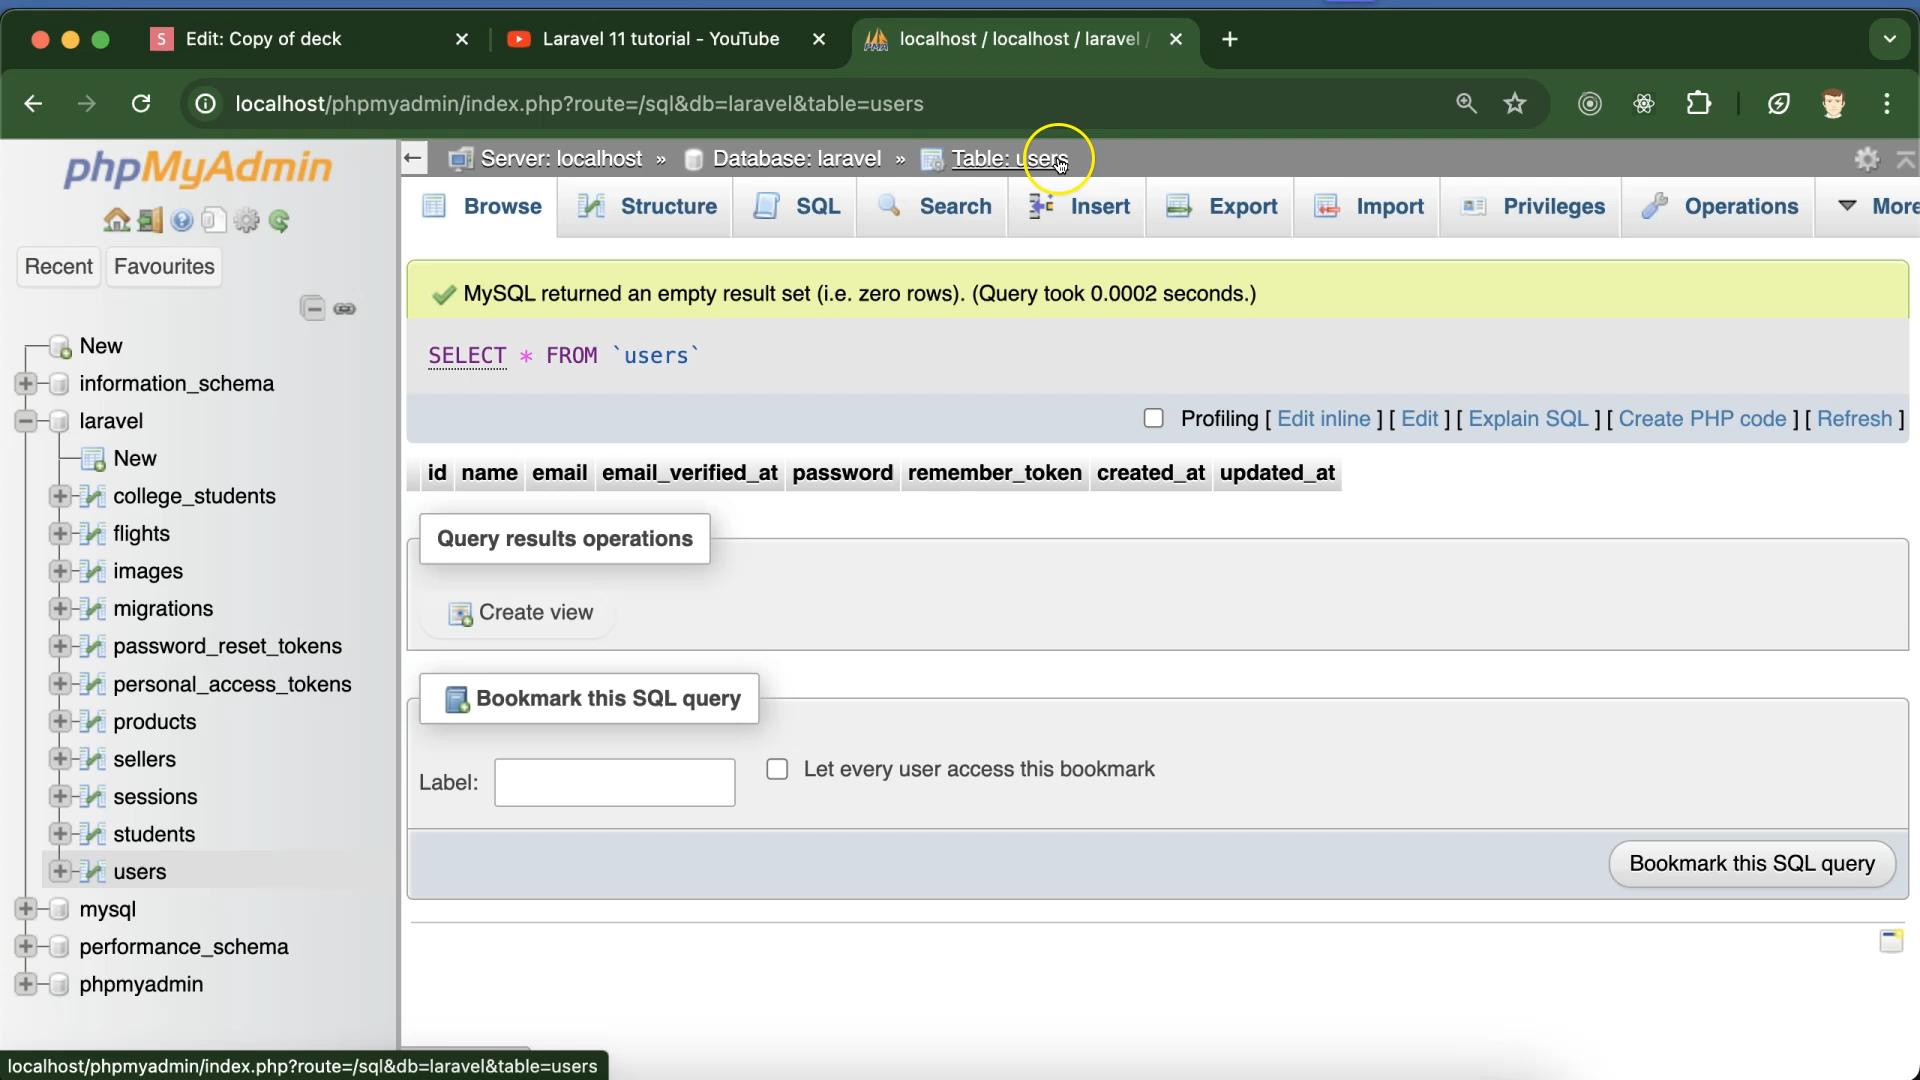 Edit: Copy of deck
Laravel 11 tutorial - YouTube
localhost / localhost / laravel /
localhost/phpmyadmin/index.php?route=/sql&db=laravel&table=users
phpMyAdmin
Recent Favourites
New
information_schema
laravel
New
college_students
flights
images
migrations
password_reset_tokens
personal_access_tokens
products
sellers
sessions
students
users
mysql
performance_schema
phpmyadmin
Server: localhost » Database: laravel » Table: users
Browse Structure SQL Search Insert Export Import Privileges Operations More
MySQL returned an empty result set (i.e. zero rows). (Query took 0.0002 seconds.)
SELECT * FROM `users`
Profiling [ Edit inline ] [ Edit ] [ Explain SQL ] [ Create PHP code ] [ Refresh ]
id name email email_verified_at password remember_token created_at updated_at
Query results operations
Create view
Bookmark this SQL query
Label: Let every user access this bookmark
Bookmark this SQL query
localhost/phpmyadmin/index.php?route=/sql&db=laravel&table=users